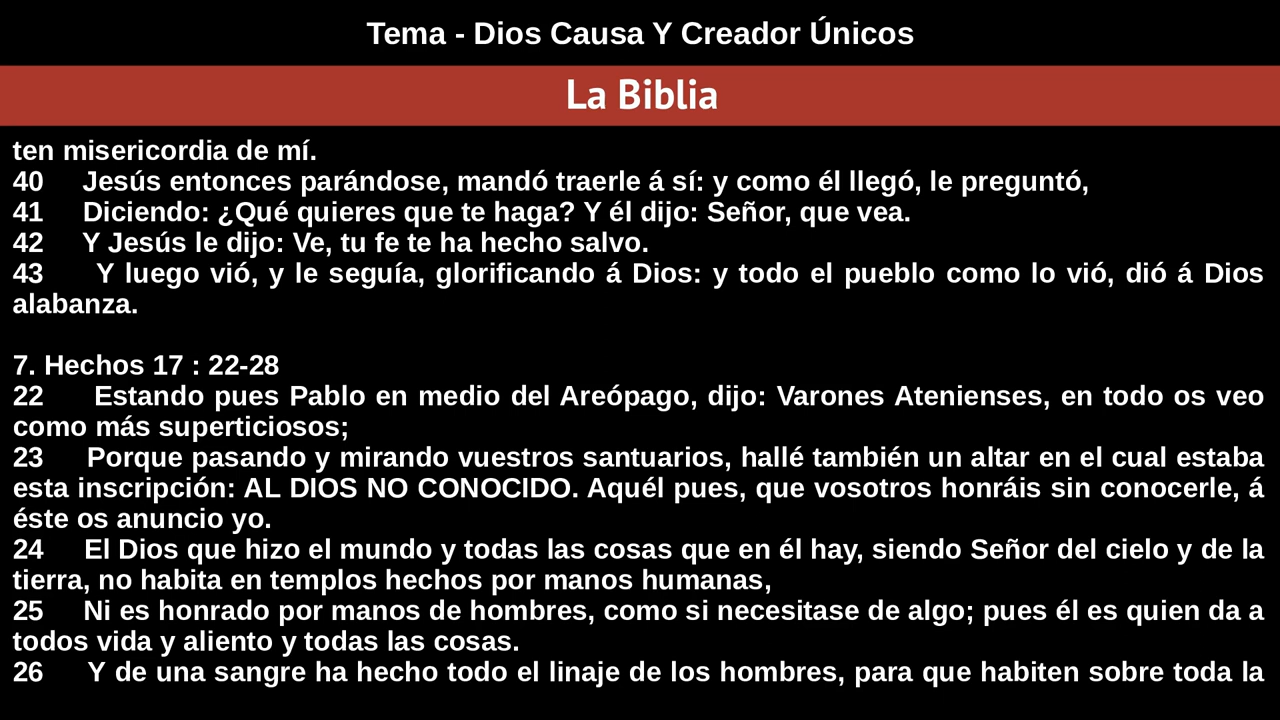 Tema - Dios Causa Y Creador Únicos
La Biblia
ten misericordia de mí.
40 Jesús entonces parándose, mandó traerle á sí: y como él llegó, le preguntó,
41 Diciendo: ¿Qué quieres que te haga? Y él dijo: Señor, que vea.
42 Y Jesús le dijo: Ve, tu fe te ha hecho salvo.
43 Y luego vió, y le seguía, glorificando á Dios: y todo el pueblo como lo vió, dió á Dios
alabanza.
7. Hechos 17 : 22-28
22 Estando pues Pablo en medio del Areópago, dijo: Varones Atenienses, en todo os veo
como más superticiosos;
23 Porque pasando y mirando vuestros santuarios, hallé también un altar en el cual estaba
esta inscripción: AL DIOS NO CONOCIDO. Aquél pues, que vosotros honráis sin conocerle, á
éste os anuncio yo.
24 El Dios que hizo el mundo y todas las cosas que en él hay, siendo Señor del cielo y de la
tierra, no habita en templos hechos por manos humanas,
25 Ni es honrado por manos de hombres, como si necesitase de algo; pues él es quien da a
todos vida y aliento y todas las cosas.
26 Y de una sangre ha hecho todo el linaje de los hombres, para que habiten sobre toda la